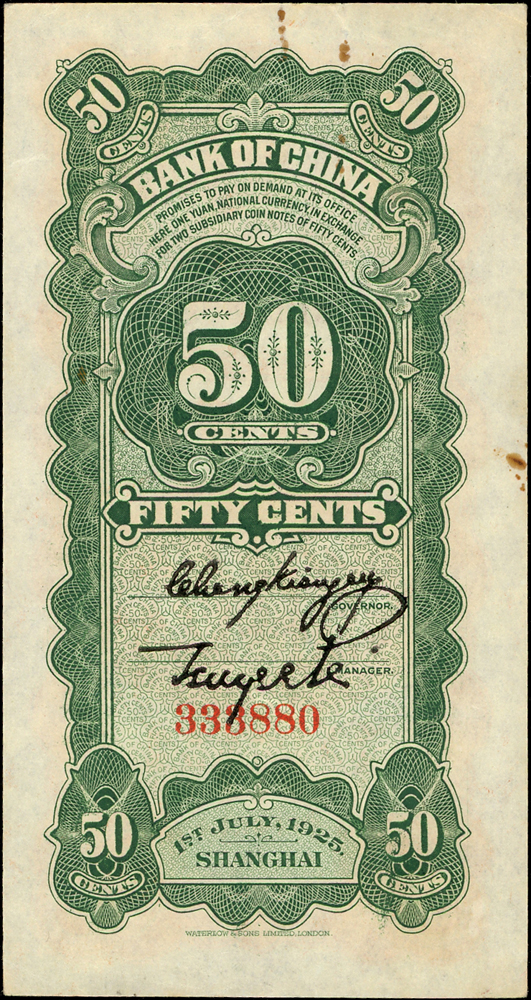 50 50
CENTS CENTS
BANK OF CHINA
PROMISES TO PAY ON DEMAND AT ITS OFFICE
HERE ONE YUAN, NATIONAL CURRENCY, IN EXCHANGE
FOR TWO SUBSIDIARY COIN NOTES OF FIFTY CENTS
50
CENTS
FIFTY CENTS
GOVERNOR.
MANAGER.
333880
50 50
CENTS CENTS
1ST JULY, 1925,
SHANGHAI
WATERLOW & SONS LIMITED, LONDON.